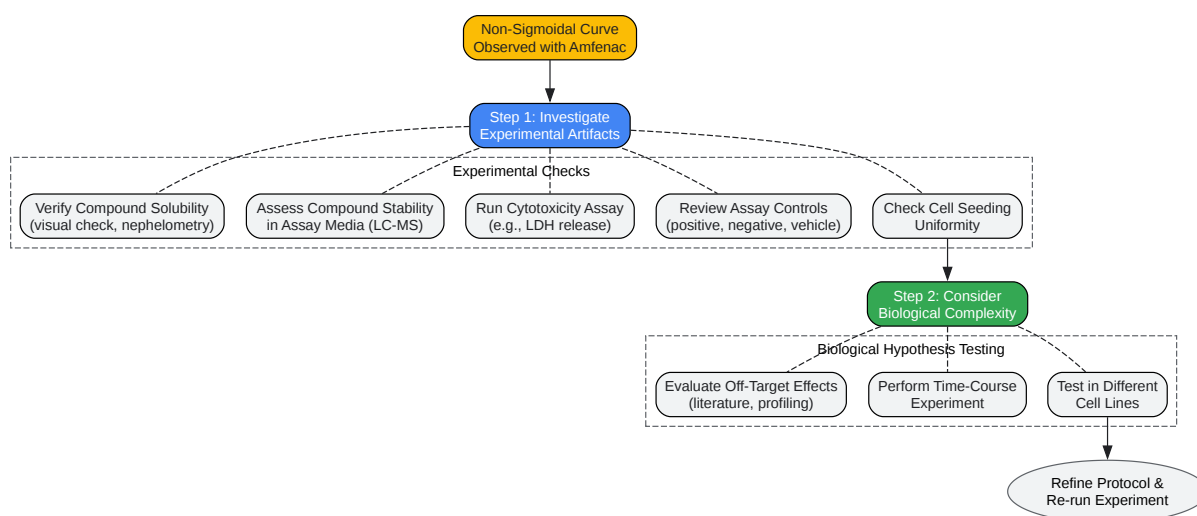 Non-Sigmoidal Curve
Observed with Amfenac
Step 1: Investigate
Experimental Artifacts
Experimental Checks
Verify Compound Solubility
(visual check, nephelometry)
Assess Compound Stability
in Assay Media (LC-MS)
Run Cytotoxicity Assay
(e.g., LDH release)
Review Assay Controls
(positive, negative, vehicle)
Check Cell Seeding
Uniformity
Step 2: Consider
Biological Complexity
Biological Hypothesis Testing
Evaluate Off-Target Effects
(literature, profiling)
Perform Time-Course
Experiment
Test in Different
Cell Lines
Refine Protocol &
Re-run Experiment